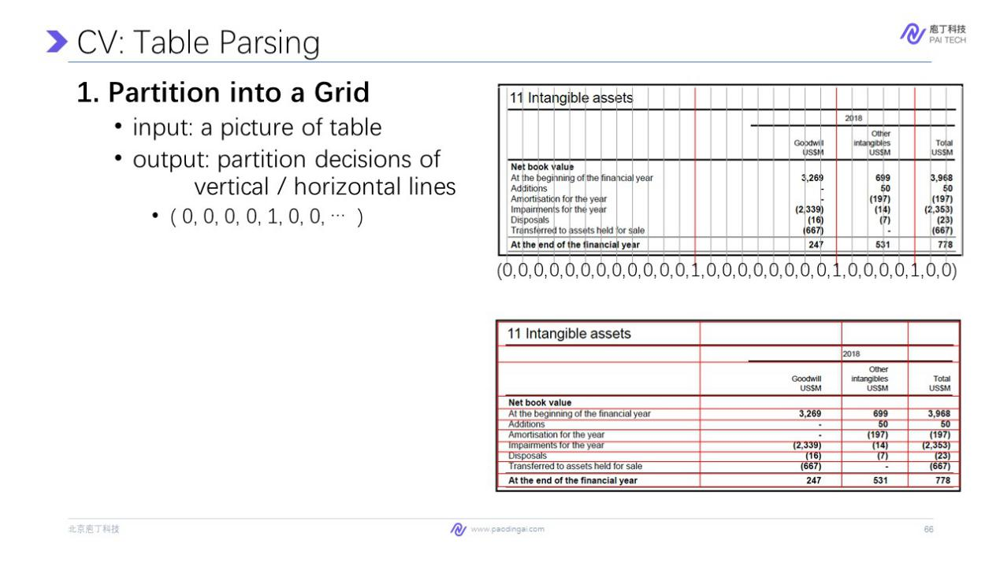 CV: Table Parsing
庖丁科技
PAI TECH
1. Partition into a Grid
• input: a picture of table
• output: partition decisions of
vertical / horizontal lines
• ( 0, 0, 0, 0, 1, 0, 0, ⋯ )
11 Intangible assets
2018
Other
Goodwill intangibles Total
US$M US$M US$M
Net book value
At the beginning of the financial year 3,269 699 3,968
Additions - 50 50
Amortisation for the year - (197) (197)
Impairments for the year (2,339) (14) (2,353)
Disposals (16) (7) (23)
Transferred to assets held for sale (667) - (667)
At the end of the financial year 247 531 778
(0,0,0,0,0,0,0,0,0,0,0,0,1,0,0,0,0,0,0,0,0,1,0,0,0,0,1,0,0)
11 Intangible assets
2018
Other
Goodwill intangibles Total
US$M US$M US$M
Net book value
At the beginning of the financial year 3,269 699 3,968
Additions - 50 50
Amortisation for the year - (197) (197)
Impairments for the year (2,339) (14) (2,353)
Disposals (16) (7) (23)
Transferred to assets held for sale (667) - (667)
At the end of the financial year 247 531 778
北京庖丁科技 www.paodingai.com 66